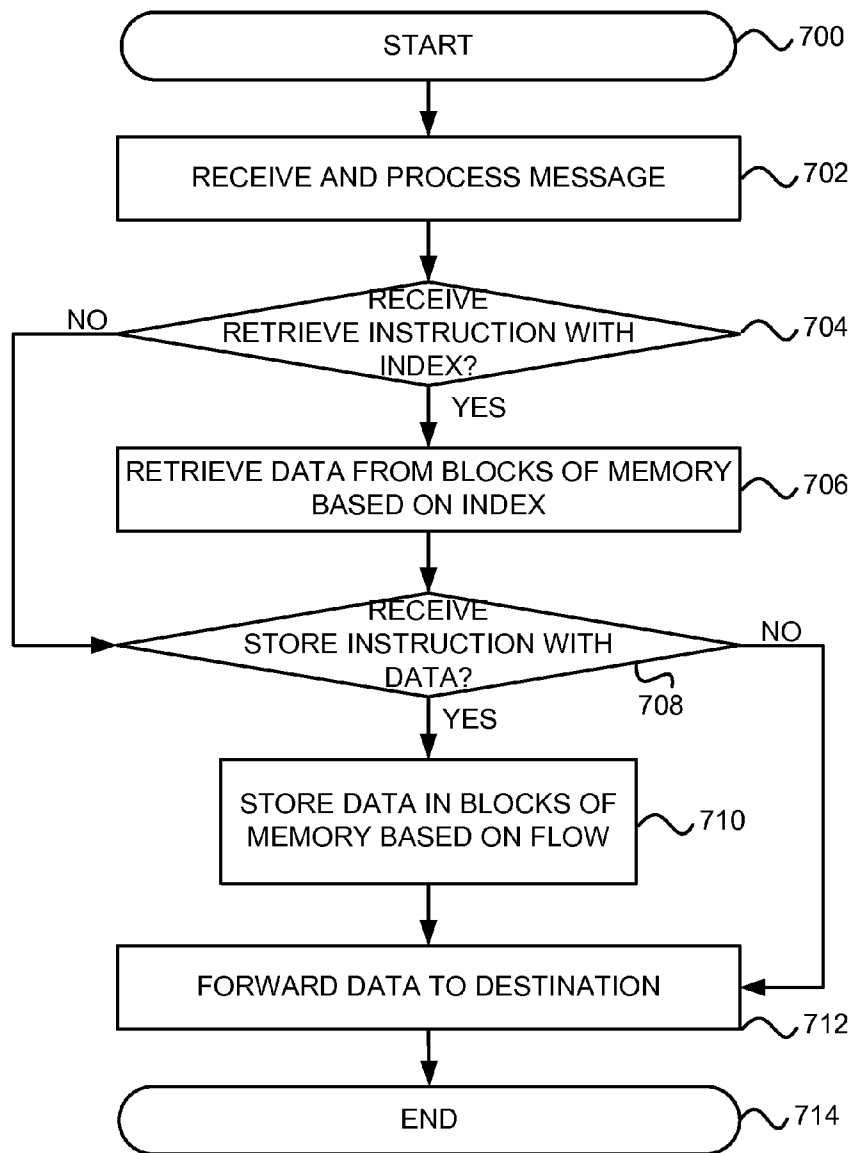 START
700
RECEIVE AND PROCESS MESSAGE
702
RECEIVE
RETRIEVE INSTRUCTION WITH
INDEX?
NO
704
YES
RETRIEVE DATA FROM BLOCKS OF MEMORY
BASED ON INDEX
706
RECEIVE
STORE INSTRUCTION WITH
DATA?
NO
708
YES
STORE DATA IN BLOCKS OF
MEMORY BASED ON FLOW
710
FORWARD DATA TO DESTINATION
712
END
714